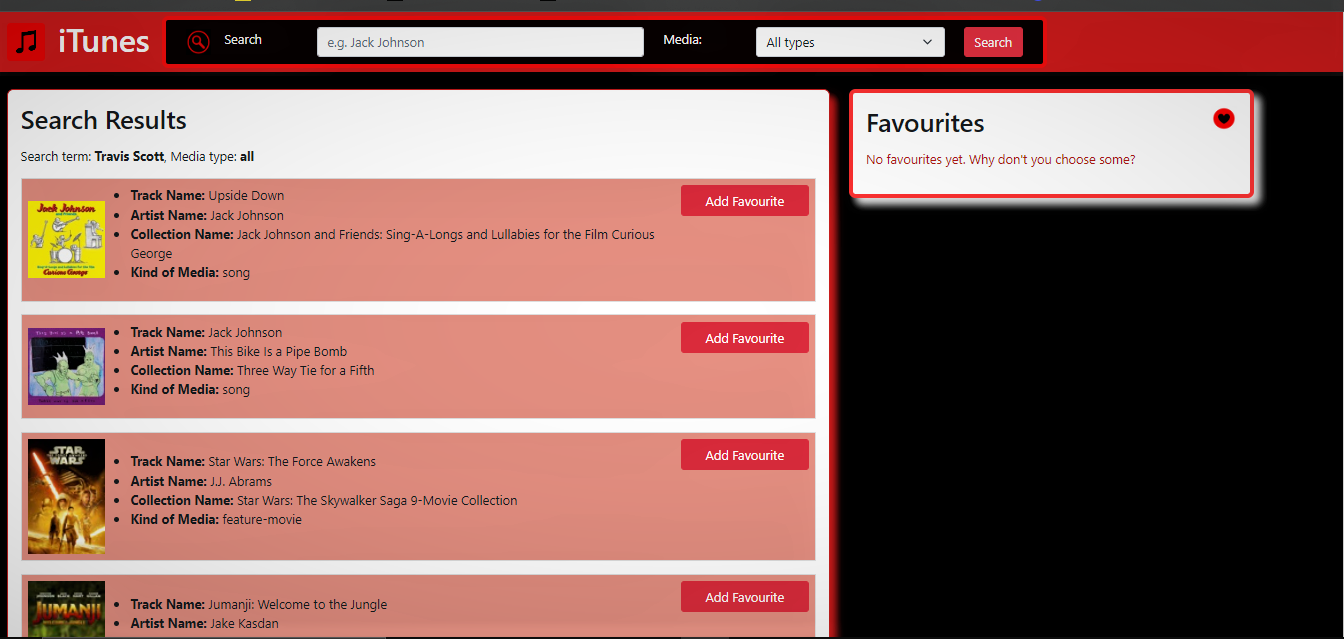 iTunes
Search
e.g. Jack Johnson
Media:
All types
Search
Search Results
Search term: Travis Scott, Media type: all
Jack Johnson
Curious George
Track Name: Upside Down
Artist Name: Jack Johnson
Collection Name: Jack Johnson and Friends: Sing-A-Longs and Lullabies for the Film Curious
George
Kind of Media: song
Add Favourite
Track Name: Jack Johnson
Artist Name: This Bike Is a Pipe Bomb
Collection Name: Three Way Tie for a Fifth
Kind of Media: song
Add Favourite
STAR
WARS
Track Name: Star Wars: The Force Awakens
Artist Name: J.J. Abrams
Collection Name: Star Wars: The Skywalker Saga 9-Movie Collection
Kind of Media: feature-movie
Add Favourite
JUMANJI
Track Name: Jumanji: Welcome to the Jungle
Artist Name: Jake Kasdan
Add Favourite
Favourites
No favourites yet. Why don't you choose some?